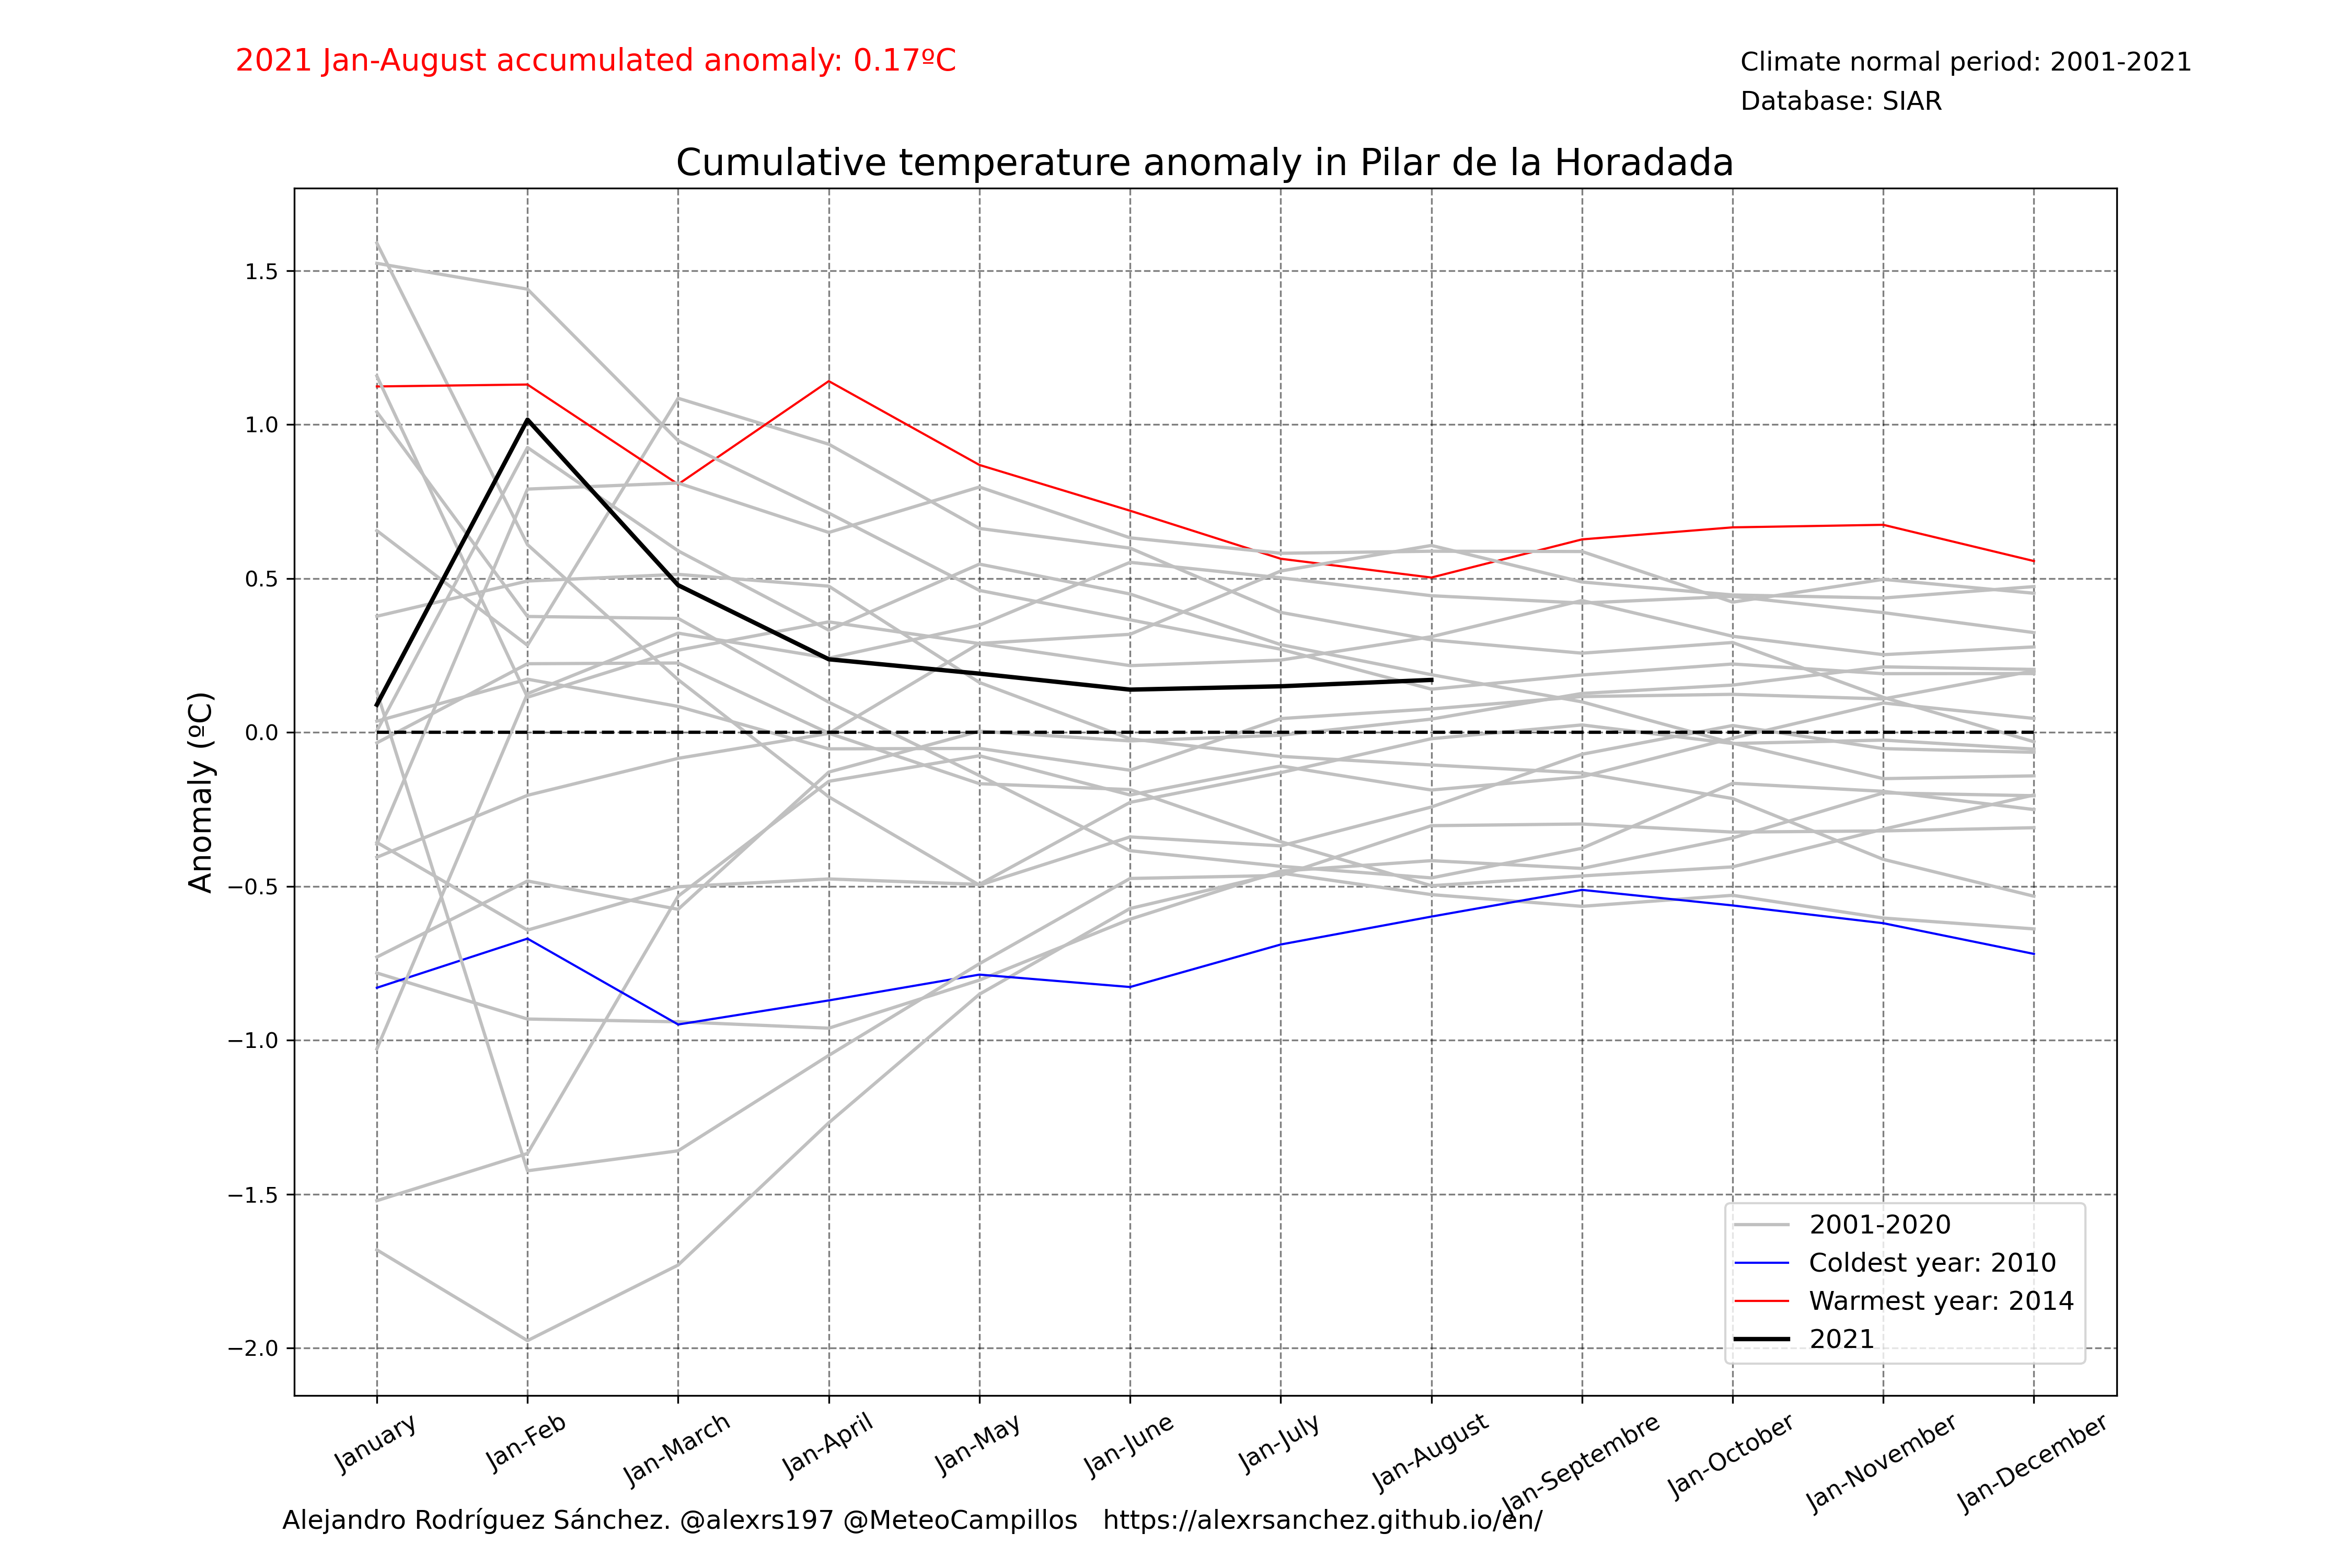 2021 Jan-August accumulated anomaly: 0.17ºC
Climate normal period: 2001-2021
Database: SIAR
Cumulative temperature anomaly in Pilar de la Horadada
Anomaly (ºC)
1.5
1.0
0.5
0.0
−0.5
−1.0
−1.5
−2.0
2001-2020
Coldest year: 2010
Warmest year: 2014
2021
January
Jan-Feb
Jan-March
Jan-April
Jan-May
Jan-June
Jan-July
Jan-August
Jan-Septembre
Jan-October
Jan-November
Jan-December
Alejandro Rodríguez Sánchez. @alexrs197 @MeteoCampillos   https://alexrsanchez.github.io/en/